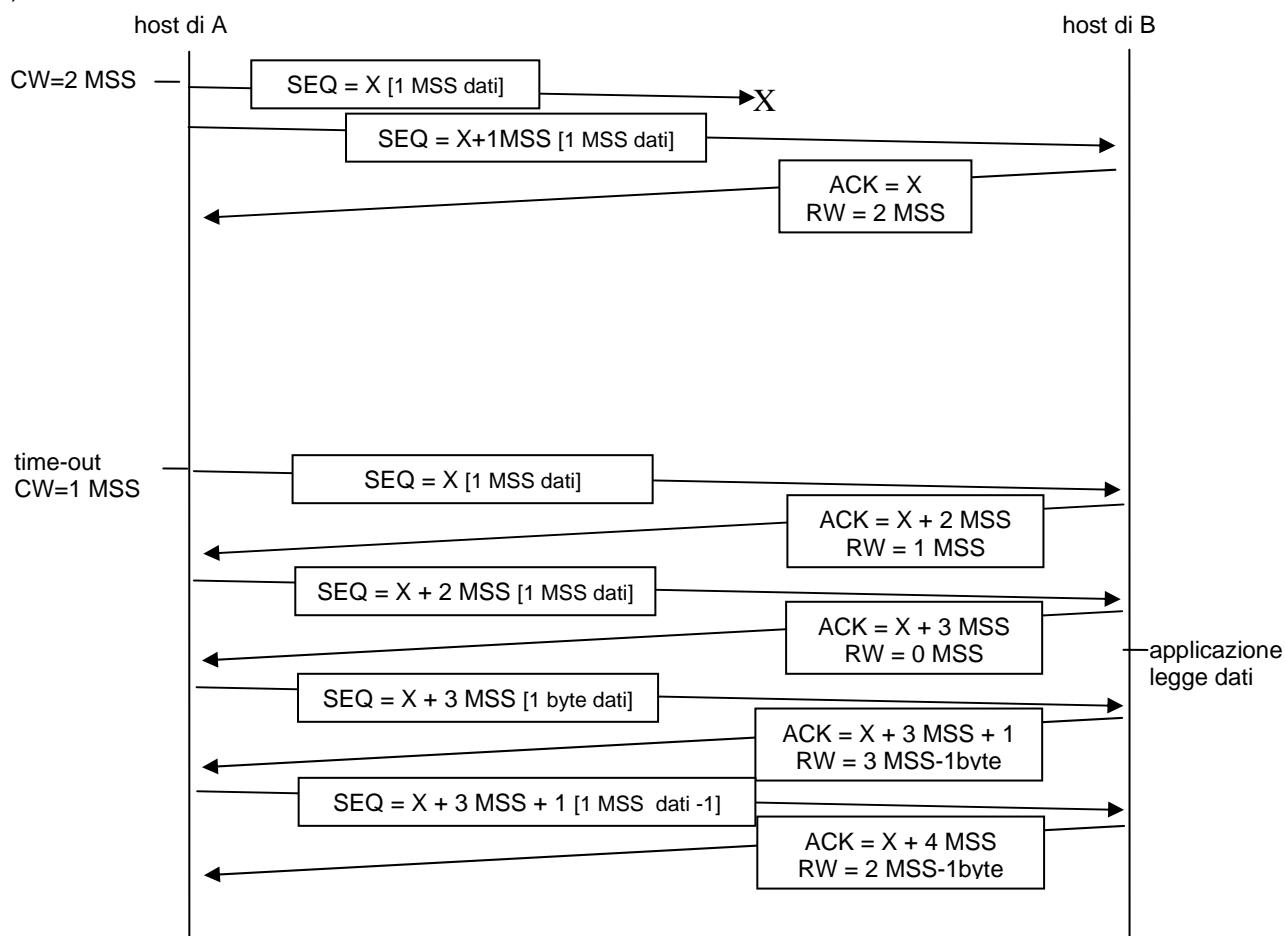 )
host di A
host di B
CW=2 MSS
SEQ = X [1 MSS dati]
X
SEQ = X+1MSS [1 MSS dati]
ACK = X
RW = 2 MSS
time-out
CW=1 MSS
SEQ = X [1 MSS dati]
ACK = X + 2 MSS
RW = 1 MSS
SEQ = X + 2 MSS [1 MSS dati]
ACK = X + 3 MSS
RW = 0 MSS
applicazione
legge dati
SEQ = X + 3 MSS [1 byte dati]
ACK = X + 3 MSS + 1
RW = 3 MSS-1byte
SEQ = X + 3 MSS + 1 [1 MSS dati -1]
ACK = X + 4 MSS
RW = 2 MSS-1byte